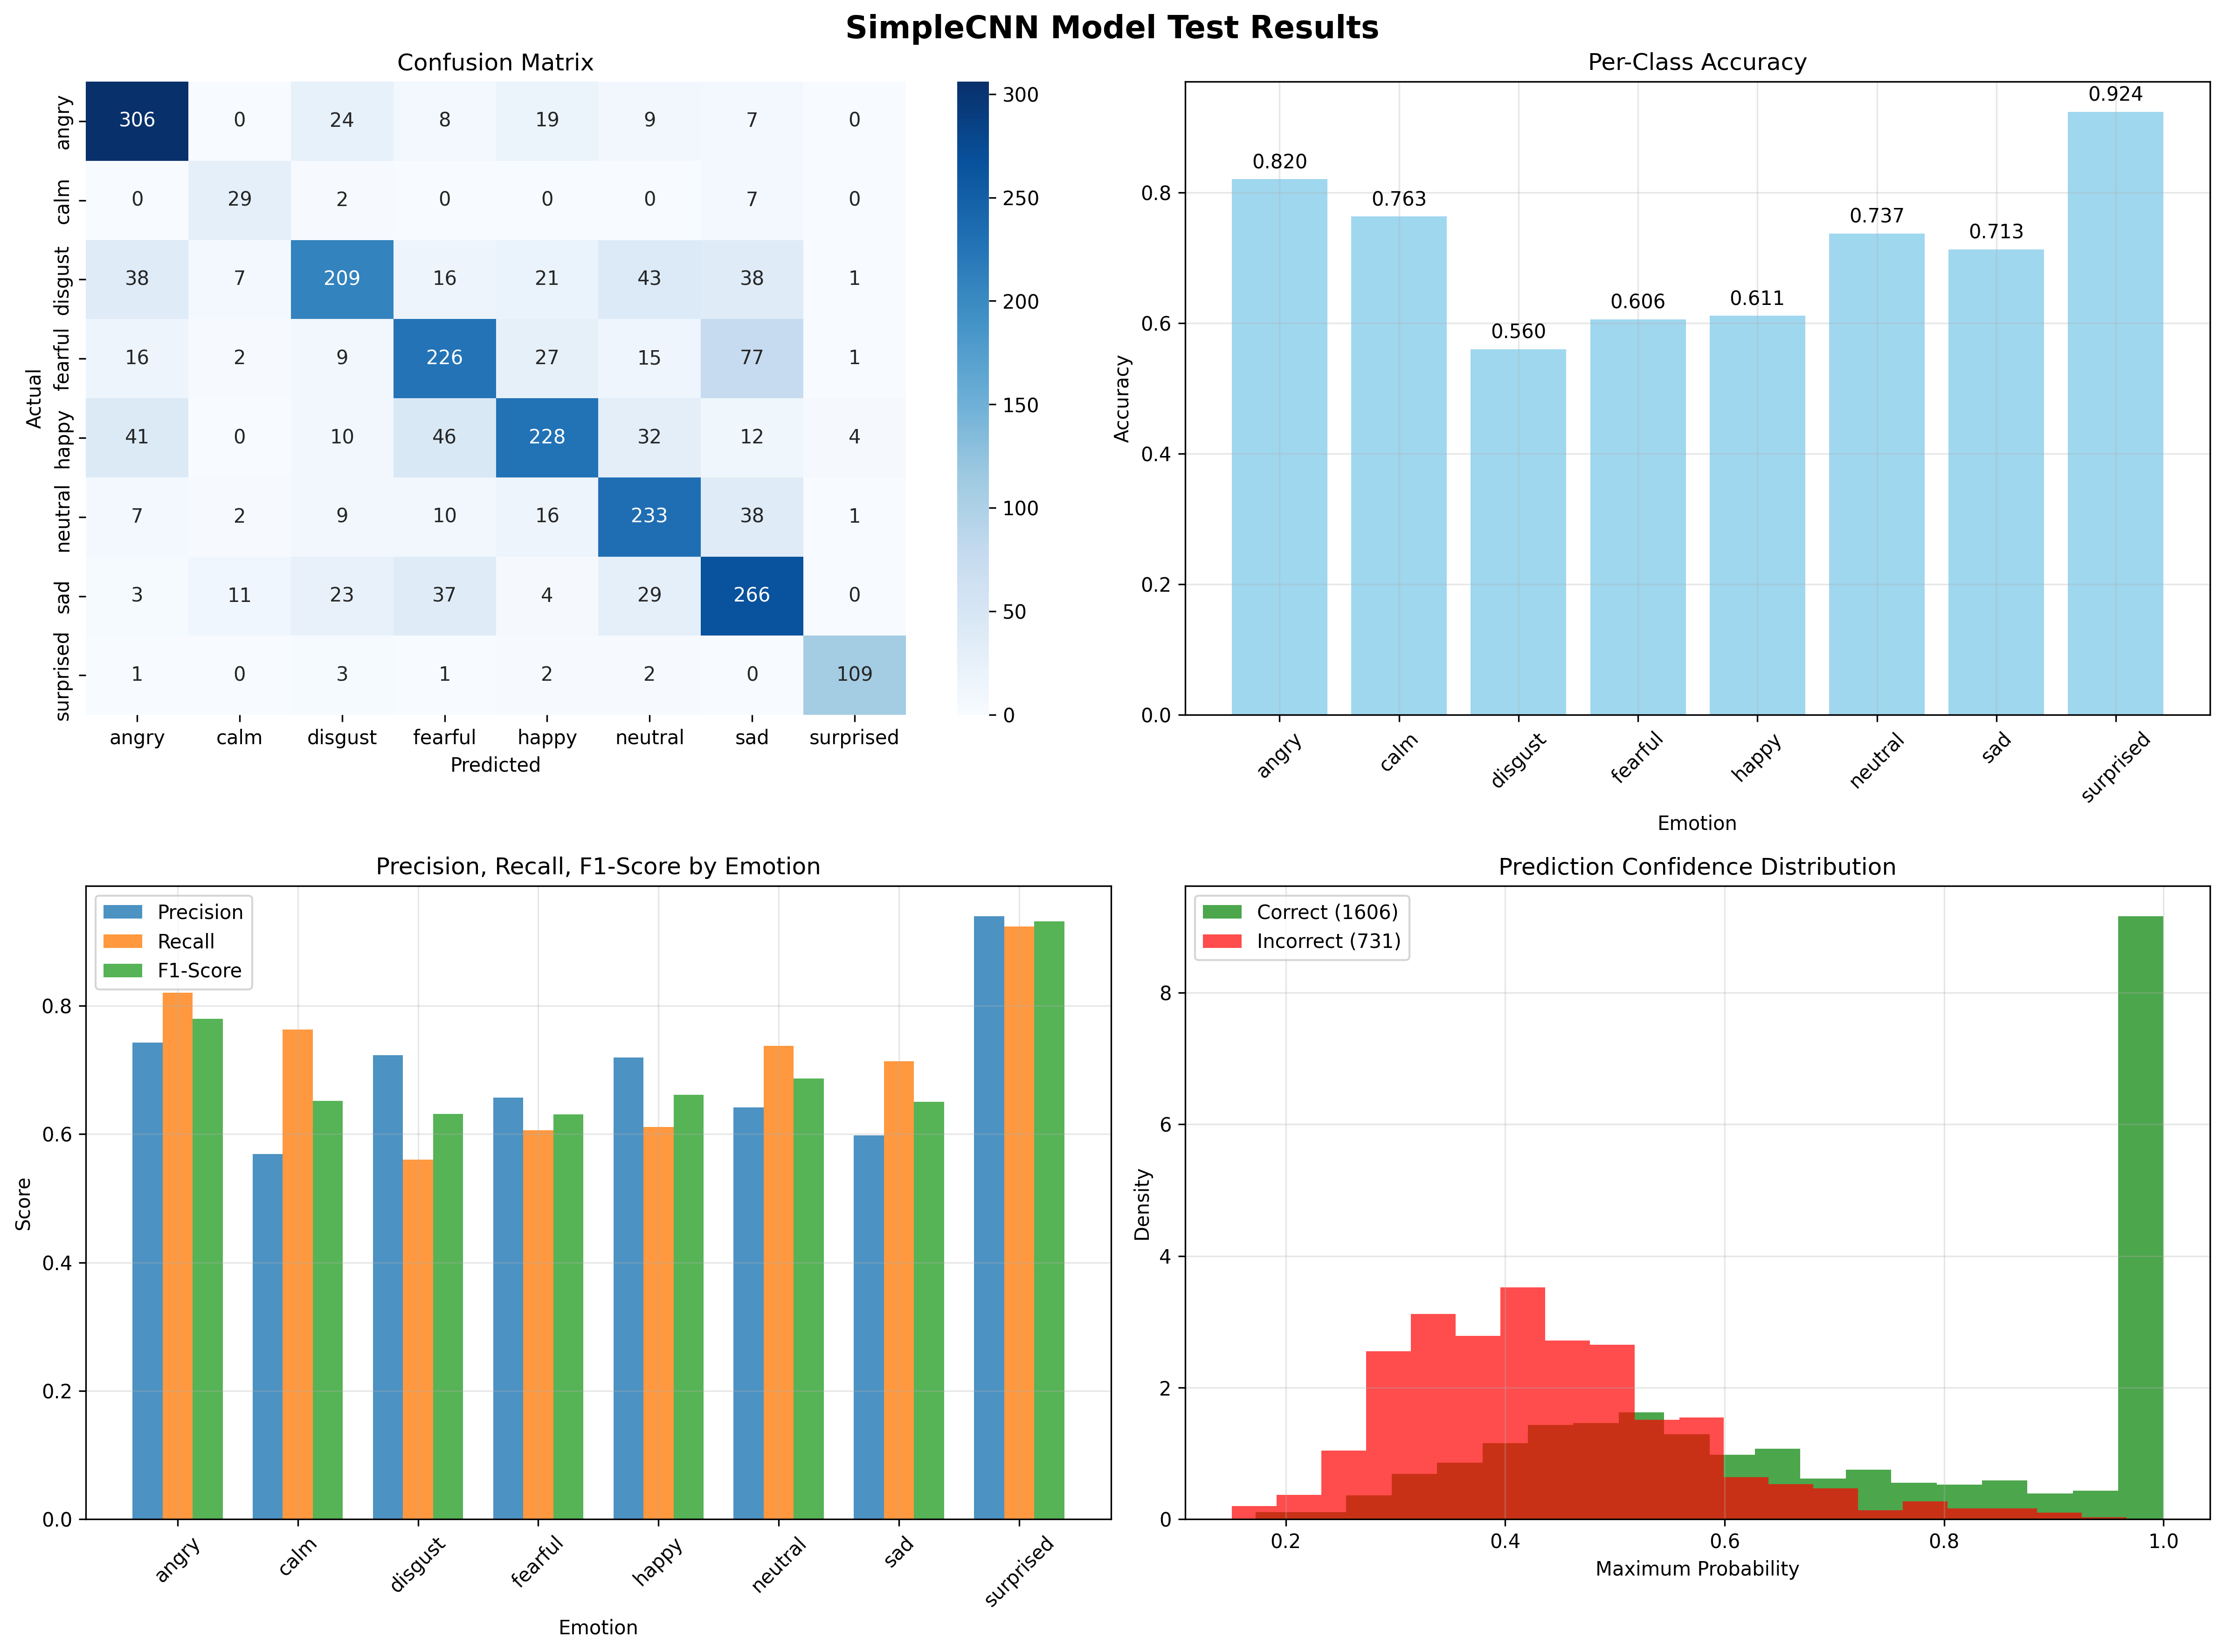 SimpleCNN Model Test Results
Confusion Matrix
Actual
angry 306 0 24 8 19 9 7 0
calm 0 29 2 0 0 0 7 0
disgust 38 7 209 16 21 43 38 1
fearful 16 2 9 226 27 15 77 1
happy 41 0 10 46 228 32 12 4
neutral 7 2 9 10 16 233 38 1
sad 3 11 23 37 4 29 266 0
surprised 1 0 3 1 2 2 0 109
angry calm disgust fearful happy neutral sad surprised
Predicted
300
250
200
150
100
50
0
Per-Class Accuracy
Accuracy
0.8
0.6
0.4
0.2
0.0
0.820 0.763 0.560 0.606 0.611 0.737 0.713 0.924
angry calm disgust fearful happy neutral sad surprised
Emotion
Precision, Recall, F1-Score by Emotion
Precision
Recall
F1-Score
Score
0.8
0.6
0.4
0.2
0.0
angry calm disgust fearful happy neutral sad surprised
Emotion
Prediction Confidence Distribution
Correct (1606)
Incorrect (731)
Density
8
6
4
2
0
0.2 0.4 0.6 0.8 1.0
Maximum Probability